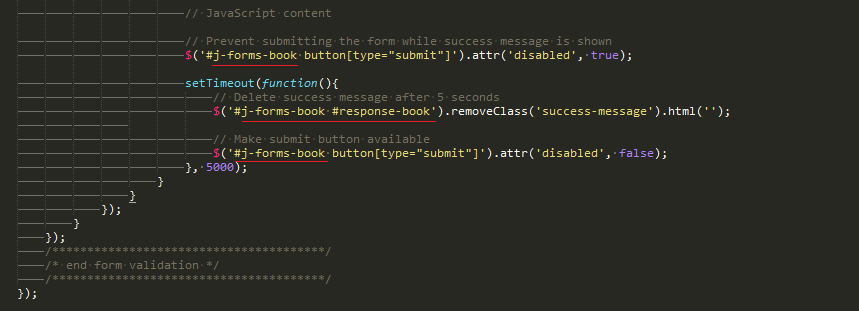 // JavaScript content
// Prevent submitting the form while success message is shown
$('#j-forms-book button[type="submit"]').attr('disabled', true);
setTimeout(function(){
// Delete success message after 5 seconds
$('#j-forms-book #response-book').removeClass('success-message').html('');
// Make submit button available
$('#j-forms-book button[type="submit"]').attr('disabled', false);
}, 5000);
}
}
});
}
});
/***************************************/
/* end form validation */
/***************************************/
});